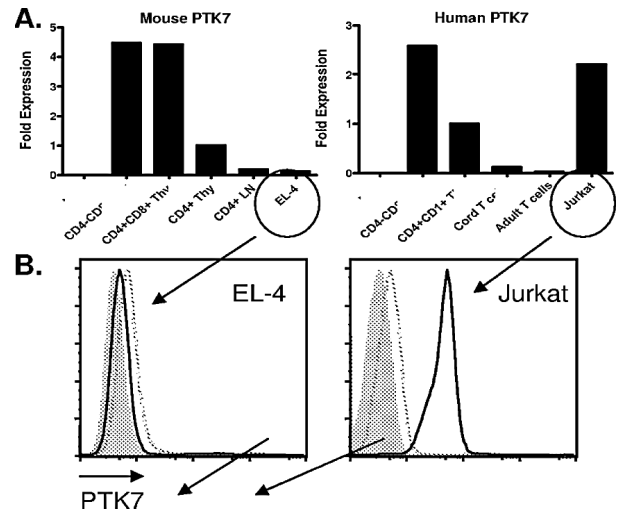 A.
Mouse PTK7
Human PTK7
Fold Expression
5
4
3
2
1
0
CD4+CD8+ Thy
CD4+ Thy
CD4+ LN
EL-4
Fold Expression
3
2
1
0
Cord T
Adult T cells
Jurkat
B.
EL-4
Jurkat
PTK7